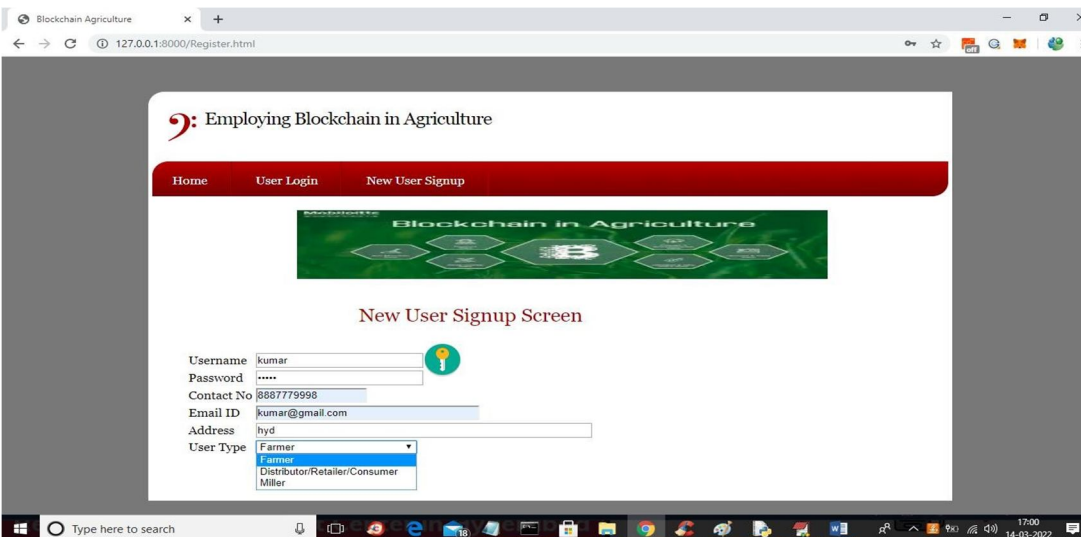 Blockchain Agriculture
127.0.0.1:8000/Register.html
off
Employing Blockchain in Agriculture
Home User Login New User Signup
Blockchain in Agriculture
New User Signup Screen
Username kumar
Password •••••
Contact No 8887779998
Email ID kumar@gmail.com
Address hyd
User Type Farmer
Farmer
Distributor/Retailer/Consumer
Miller
Type here to search
18
17:00
14-03-2022